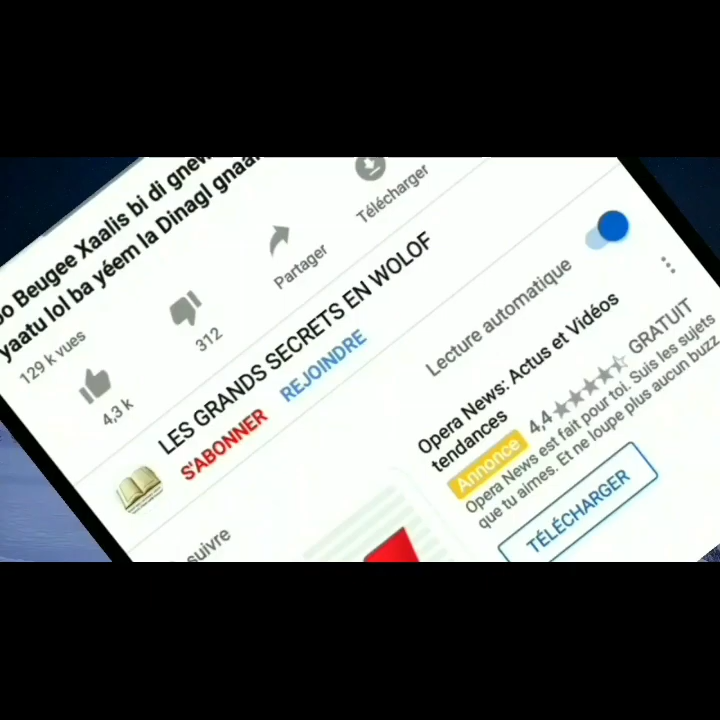 Beugee Xaalis bi di
yaatu lol ba yéem la Dinagl
129 k vues
4,3 k
312
Partager
Télécharger
LES GRANDS SECRETS EN WOLOF
S'ABONNER
REJOINDRE
suivre
Lecture automatique
Opera News: Actus et Vidéos
tendances
Annonce 4,4 GRATUIT
Opera News est fait pour toi. Suis les sujets
que tu aimes. Et ne loupe plus aucun buzz
TÉLÉCHARGER